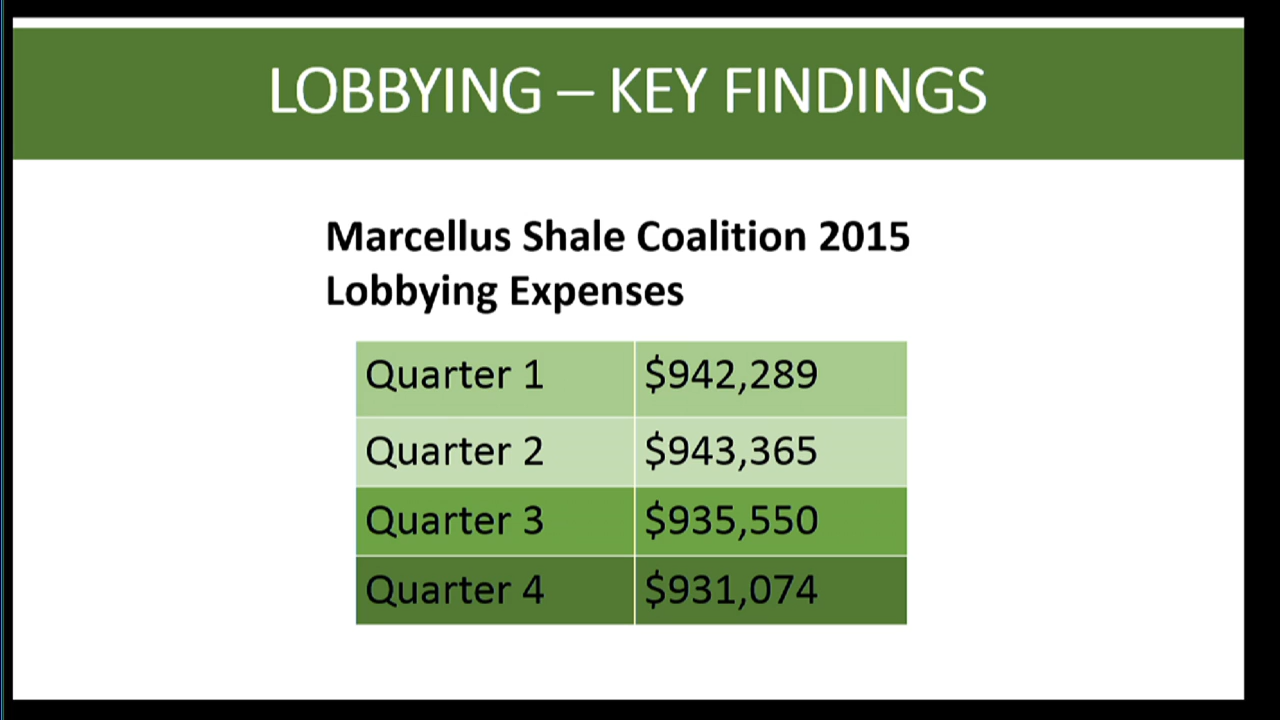 LOBBYING – KEY FINDINGS
Marcellus Shale Coalition 2015
Lobbying Expenses
Quarter 1 $942,289
Quarter 2 $943,365
Quarter 3 $935,550
Quarter 4 $931,074